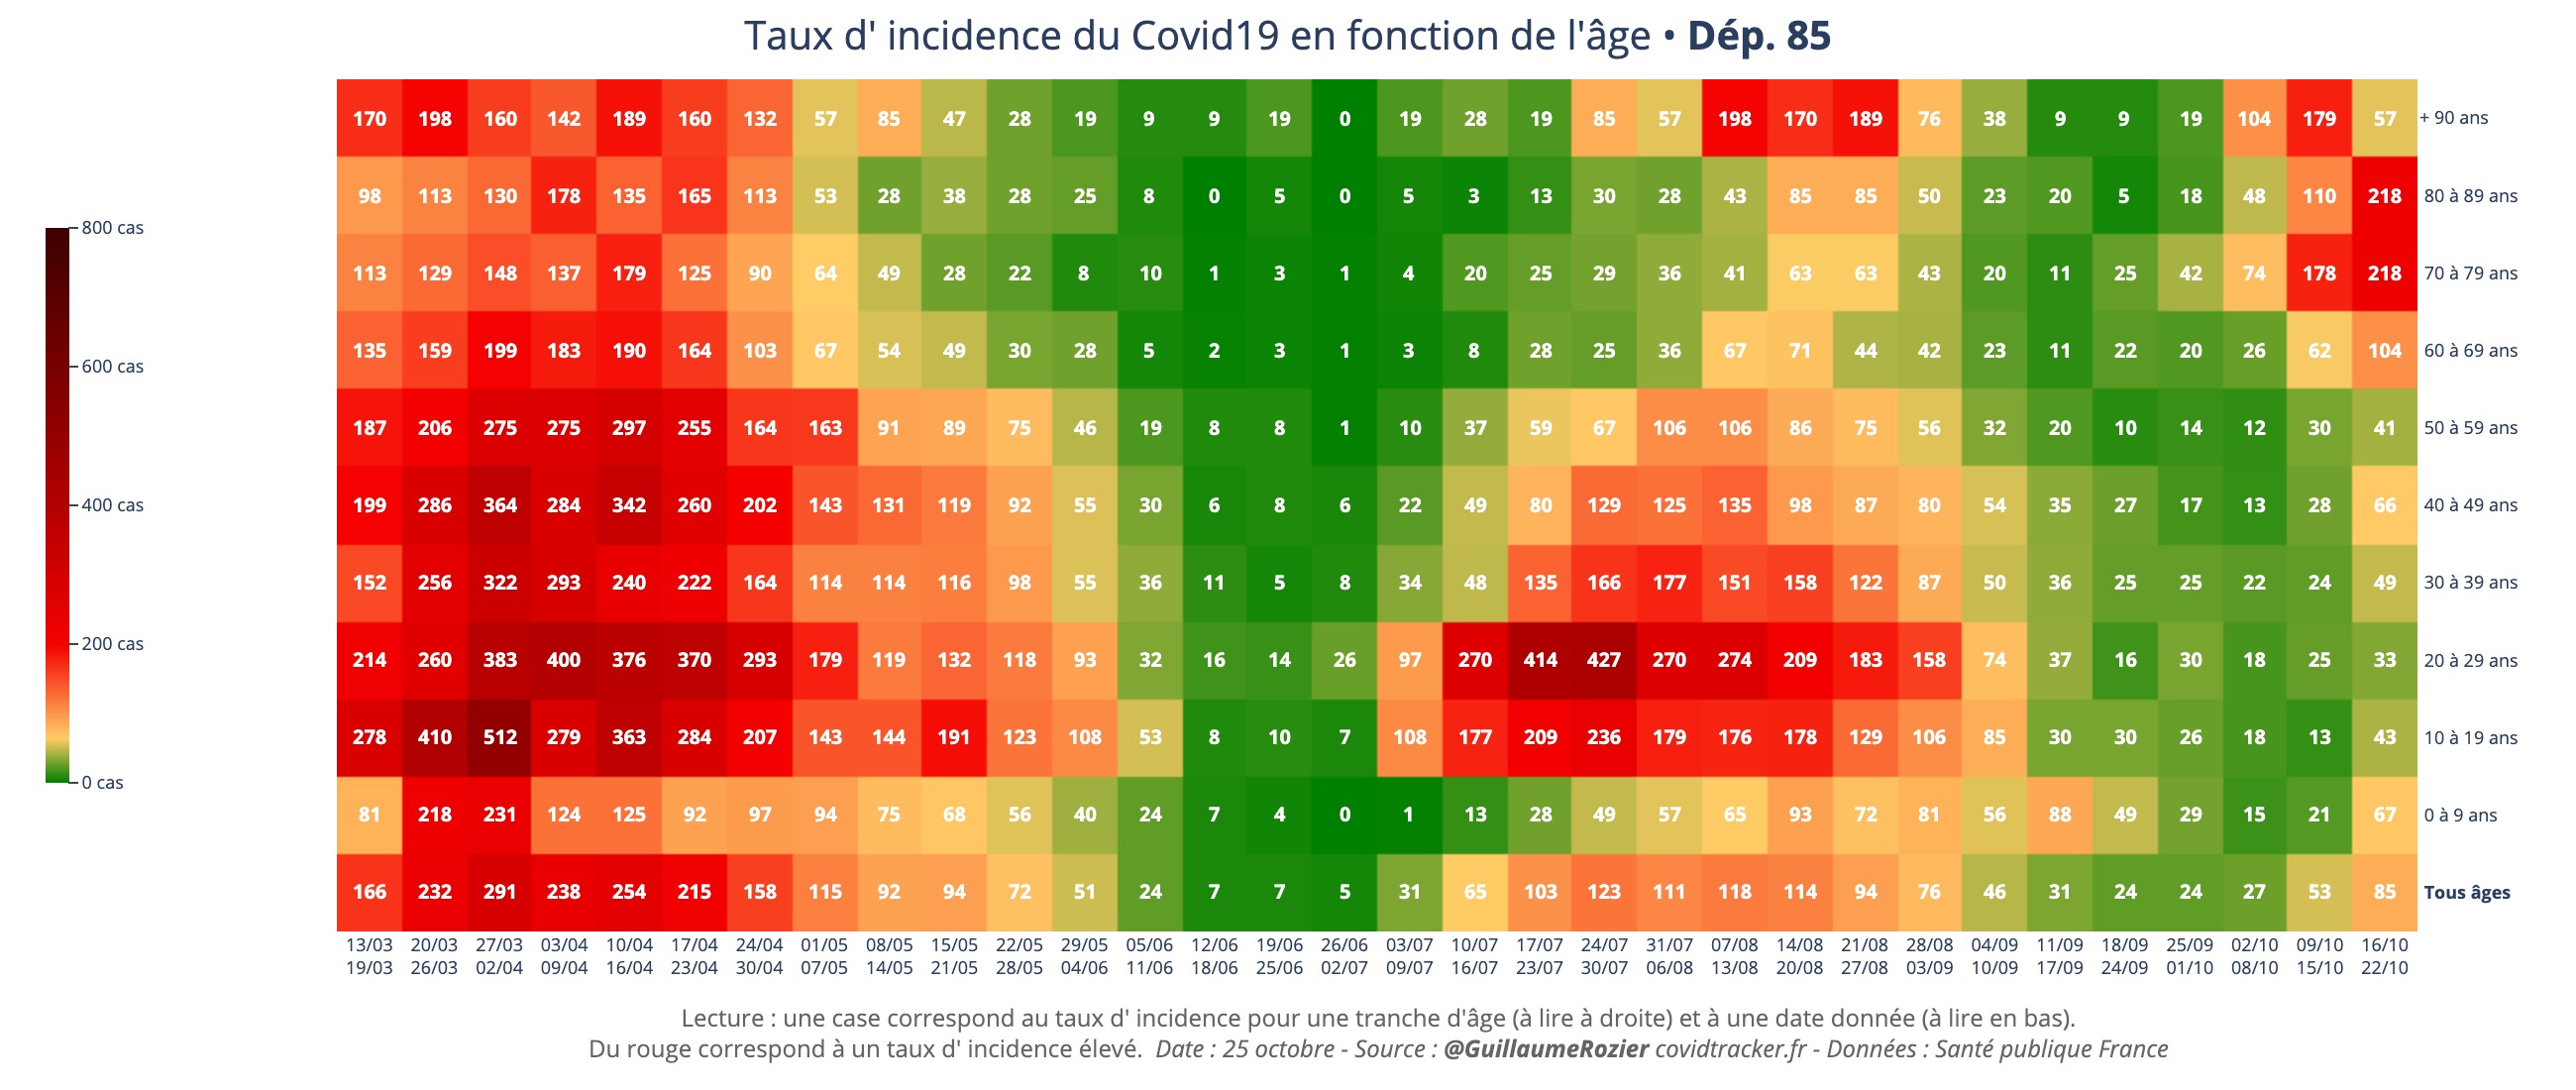 Taux d' incidence du Covid19 en fonction de l'âge • Dép. 85
800 cas
600 cas
400 cas
200 cas
0 cas
170 198 160 142 189 160 132 57 85 47 28 19 9 9 19 0 19 28 19 85 57 198 170 189 76 38 9 9 19 104 179 57 + 90 ans
98 113 130 178 135 165 113 53 28 38 28 25 8 0 5 0 5 3 13 30 28 43 85 85 50 23 20 5 18 48 110 218 80 à 89 ans
113 129 148 137 179 125 90 64 49 28 22 8 10 1 3 1 4 20 25 29 36 41 63 63 43 20 11 25 42 74 178 218 70 à 79 ans
135 159 199 183 190 164 103 67 54 49 30 28 5 2 3 1 3 8 28 25 36 67 71 44 42 23 11 22 20 26 62 104 60 à 69 ans
187 206 275 275 297 255 164 163 91 89 75 46 19 8 8 1 10 37 59 67 106 106 86 75 56 32 20 10 14 12 30 41 50 à 59 ans
199 286 364 284 342 260 202 143 131 119 92 55 30 6 8 6 22 49 80 129 125 135 98 87 80 54 35 27 17 13 28 66 40 à 49 ans
152 256 322 293 240 222 164 114 114 116 98 55 36 11 5 8 34 48 135 166 177 151 158 122 87 50 36 25 25 22 24 49 30 à 39 ans
214 260 383 400 376 370 293 179 119 132 118 93 32 16 14 26 97 270 414 427 270 274 209 183 158 74 37 16 30 18 25 33 20 à 29 ans
278 410 512 279 363 284 207 143 144 191 123 108 53 8 10 7 108 177 209 236 179 176 178 129 106 85 30 30 26 18 13 43 10 à 19 ans
81 218 231 124 125 92 97 94 75 68 56 40 24 7 4 0 1 13 28 49 57 65 93 72 81 56 88 49 29 15 21 67 0 à 9 ans
166 232 291 238 254 215 158 115 92 94 72 51 24 7 7 5 31 65 103 123 111 118 114 94 76 46 31 24 24 27 53 85 Tous âges
13/03 20/03 27/03 03/04 10/04 17/04 24/04 01/05 08/05 15/05 22/05 29/05 05/06 12/06 19/06 26/06 03/07 10/07 17/07 24/07 31/07 07/08 14/08 21/08 28/08 04/09 11/09 18/09 25/09 02/10 09/10 16/10
19/03 26/03 02/04 09/04 16/04 23/04 30/04 07/05 14/05 21/05 28/05 04/06 11/06 18/06 25/06 02/07 09/07 16/07 23/07 30/07 06/08 13/08 20/08 27/08 03/09 10/09 17/09 24/09 01/10 08/10 15/10 22/10
Lecture : une case correspond au taux d' incidence pour une tranche d'âge (à lire à droite) et à une date donnée (à lire en bas).
Du rouge correspond à un taux d' incidence élevé. Date : 25 octobre - Source : @GuillaumeRozier covidtracker.fr - Données : Santé publique France